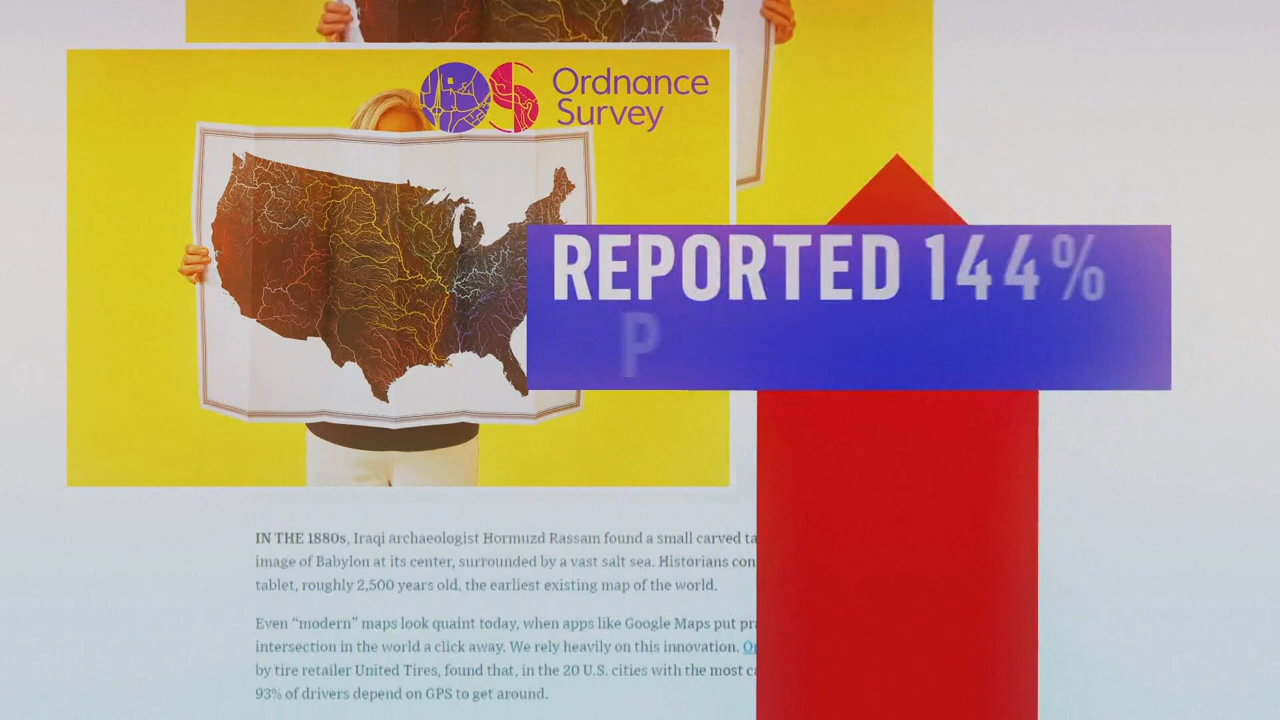 Ordnance
Survey
REPORTED 144%
P
IN THE 1880s, Iraqi archaeologist Hormuzd Rassam found a small carved ta
image of Babylon at its center, surrounded by a vast salt sea. Historians con
tablet, roughly 2,500 years old, the earliest existing map of the world.
Even “modern” maps look quaint today, when apps like Google Maps put pra
intersection in the world a click away. We rely heavily on this innovation. On
by tire retailer United Tires, found that, in the 20 U.S. cities with the most ca
93% of drivers depend on GPS to get around.